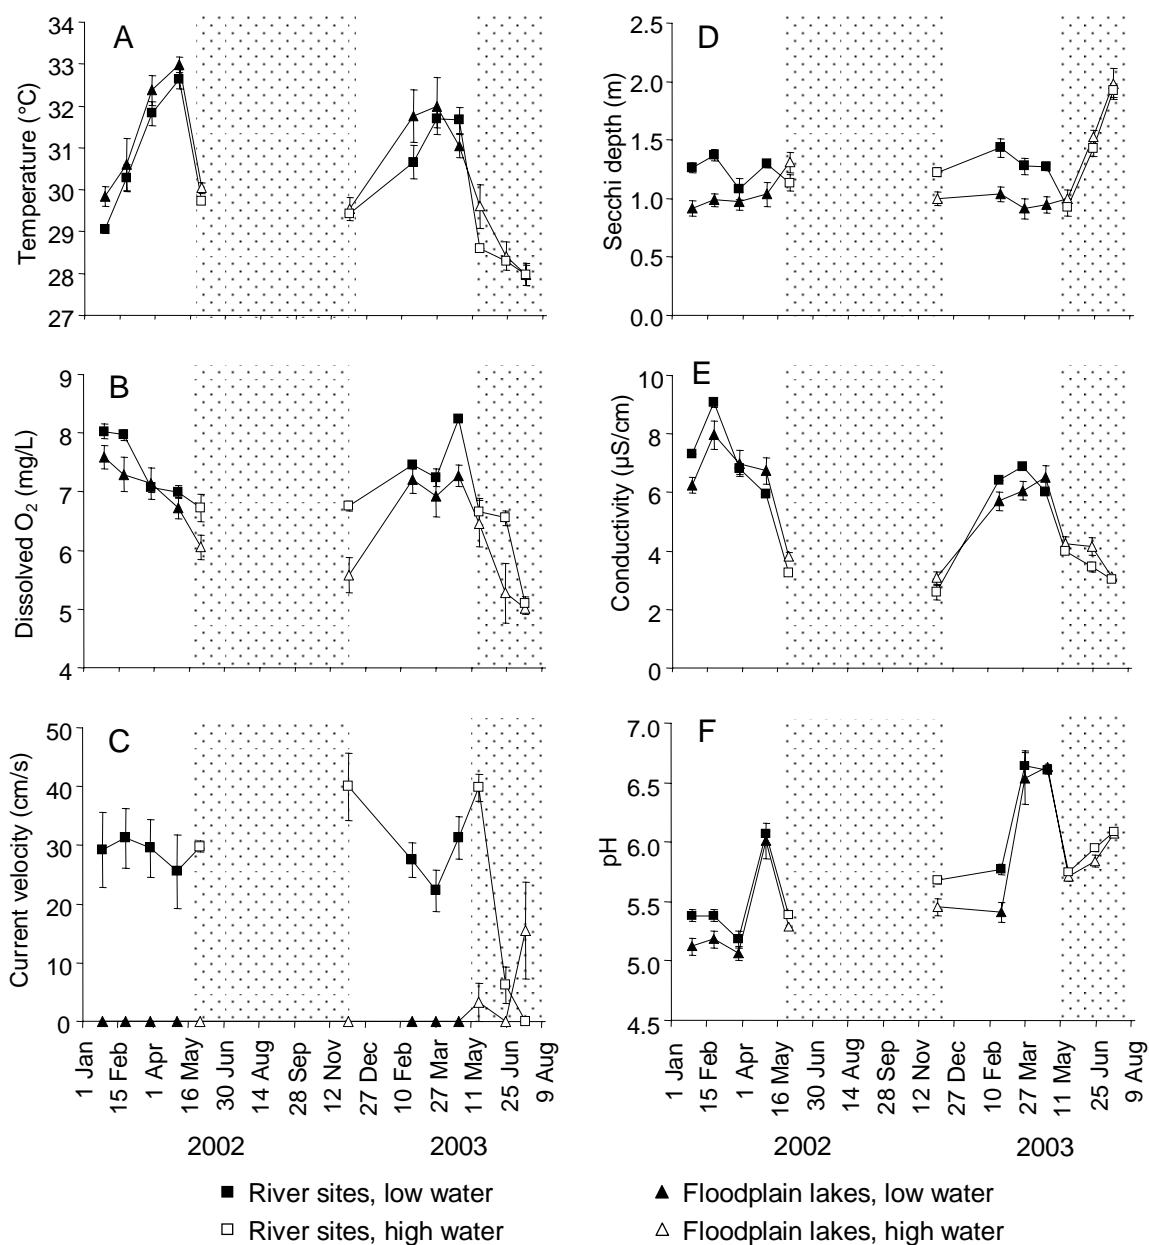 A
Temperature (°C)
34
33
32
31
30
29
28
27
D
Secchi depth (m)
2.5
2.0
1.5
1.0
0.5
0.0
B
Dissolved O2 (mg/L)
9
8
7
6
5
4
E
Conductivity (µS/cm)
10
8
6
4
2
0
C
Current velocity (cm/s)
50
40
30
20
10
0
1 Jan
15 Feb
1 Apr
16 May
30 Jun
14 Aug
28 Sep
12 Nov
27 Dec
10 Feb
27 Mar
11 May
25 Jun
9 Aug
2002 2003
F
pH
7.0
6.5
6.0
5.5
5.0
4.5
1 Jan
15 Feb
1 Apr
16 May
30 Jun
14 Aug
28 Sep
12 Nov
27 Dec
10 Feb
27 Mar
11 May
25 Jun
9 Aug
2002 2003
River sites, low water
Floodplain lakes, low water
River sites, high water
Floodplain lakes, high water